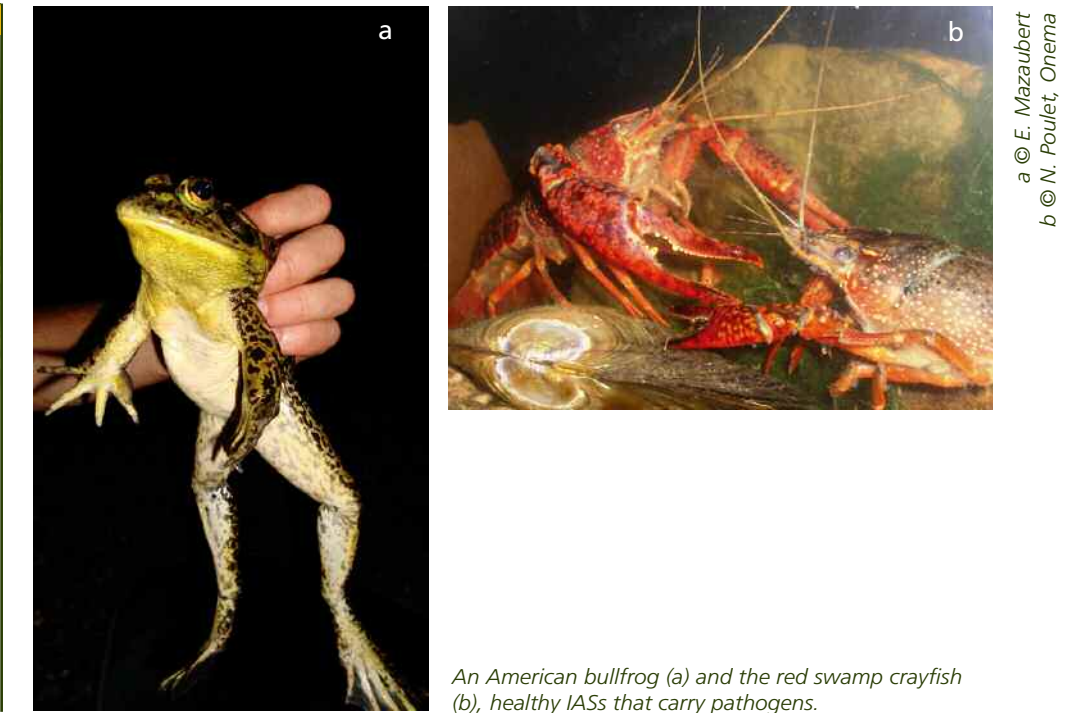 a
b
a © E. Mazaubert
b © N. Poulet, Onema
An American bullfrog (a) and the red swamp crayfish
(b), healthy IASs that carry pathogens.